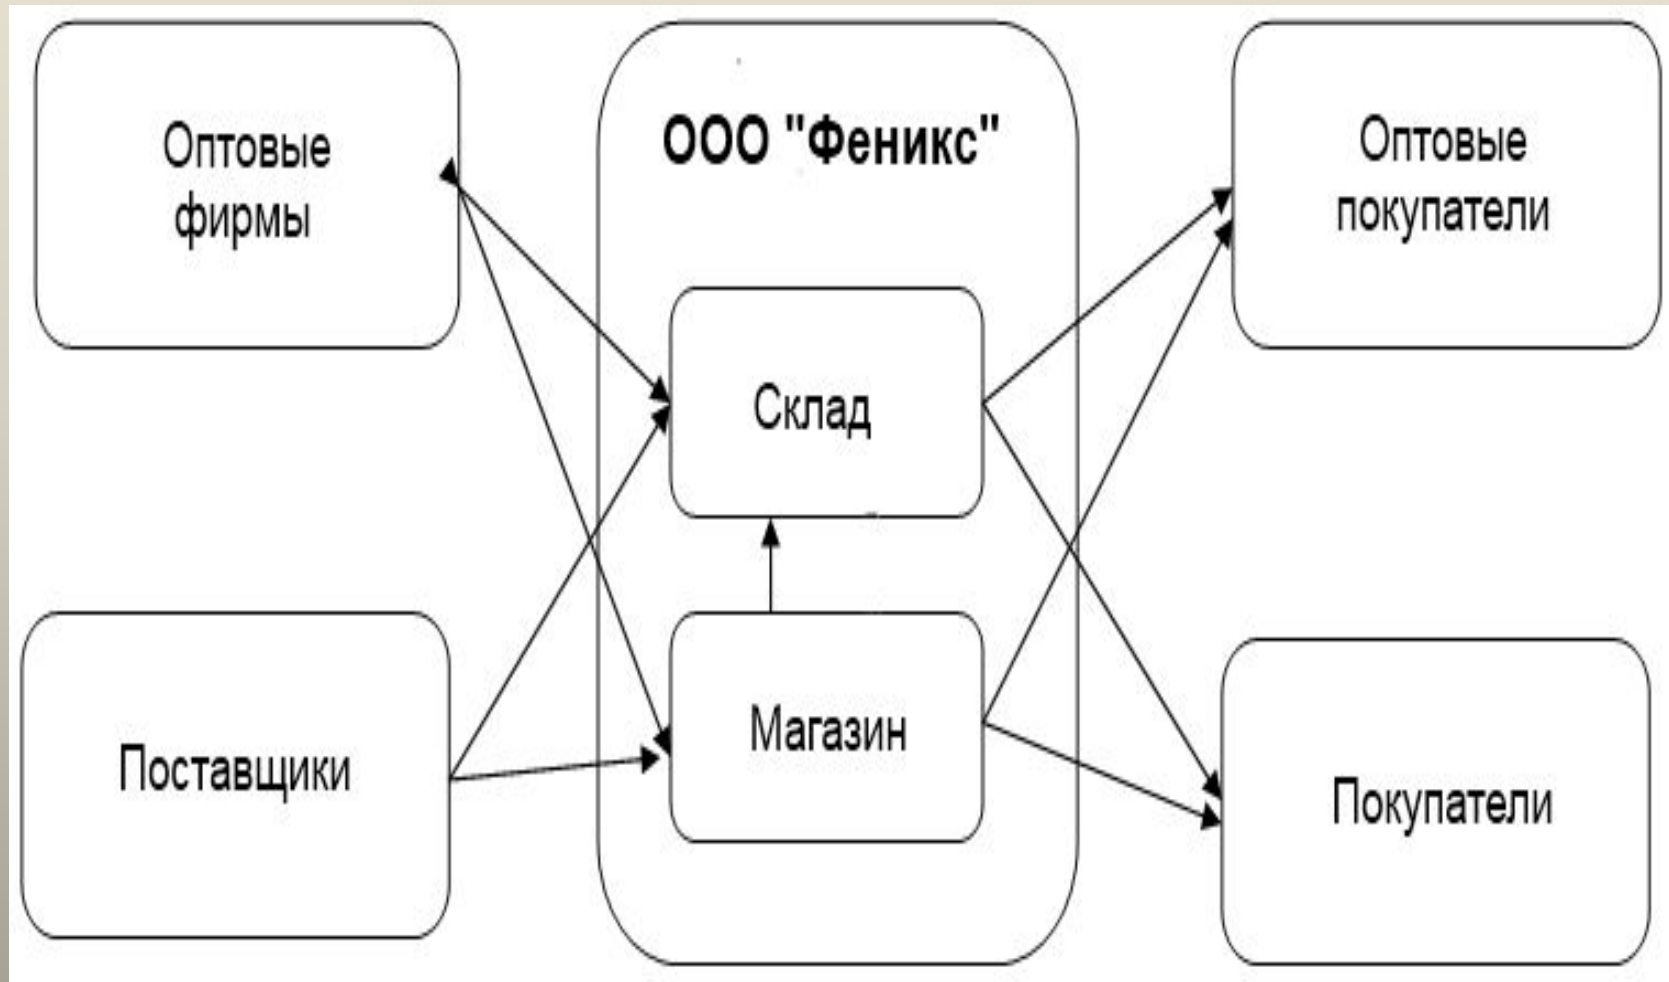 Оптовые
фирмы
ООО "Феникс"
Оптовые
покупатели
Склад
Магазин
Поставщики
Покупатели